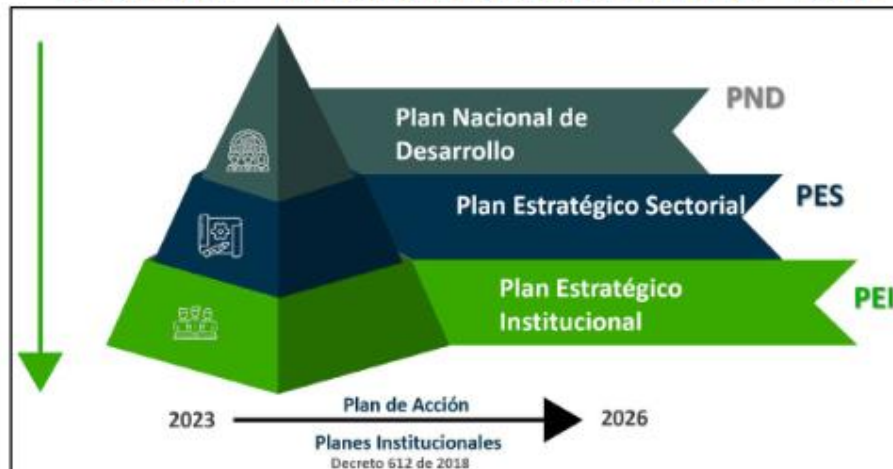 PND
Plan Nacional de
Desarrollo
Plan Estratégico Sectorial
PES
Plan Estratégico
Institucional
PEI
2023
Plan de Acción
2026
Planes Institucionales
Decreto 612 de 2018